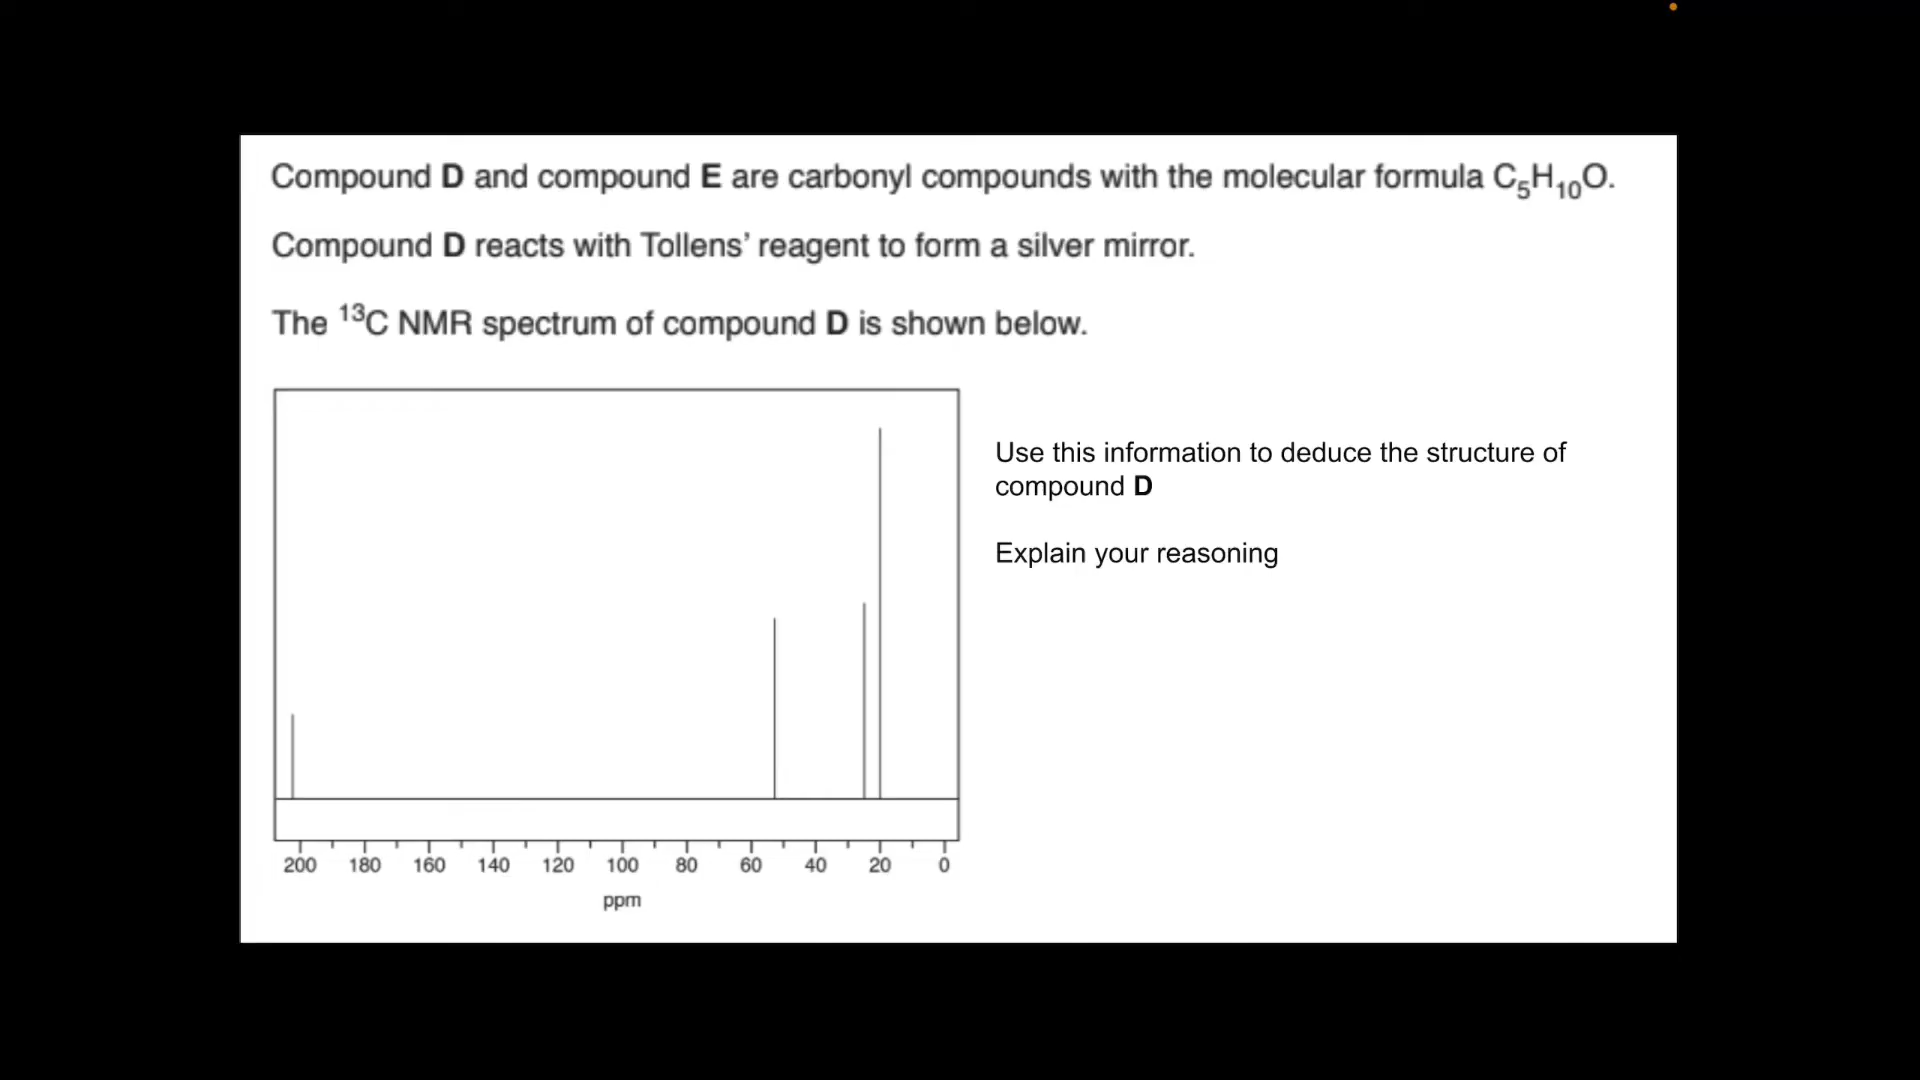 Compound D and compound E are carbonyl compounds with the molecular formula C₅H₁₀O.
Compound D reacts with Tollens’ reagent to form a silver mirror.
The ¹³C NMR spectrum of compound D is shown below.
Use this information to deduce the structure of
compound D
Explain your reasoning
200 180 160 140 120 100 80 60 40 20 0
ppm